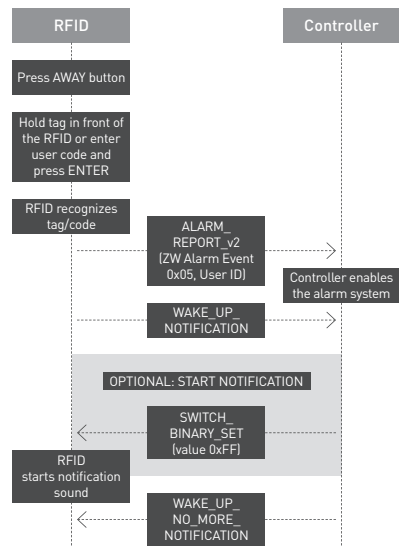 RFID
Controller
Press AWAY button
Hold tag in front of
the RFID or enter
user code and
press ENTER
RFID recognizes
tag/code
ALARM_
REPORT_v2
(ZW Alarm Event
0x05, User ID)
Controller enables
the alarm system
WAKE_UP_
NOTIFICATION
OPTIONAL: START NOTIFICATION
SWITCH_
BINARY_SET
(value 0xFF)
RFID
starts notification
sound
WAKE_UP_
NO_MORE_
NOTIFICATION